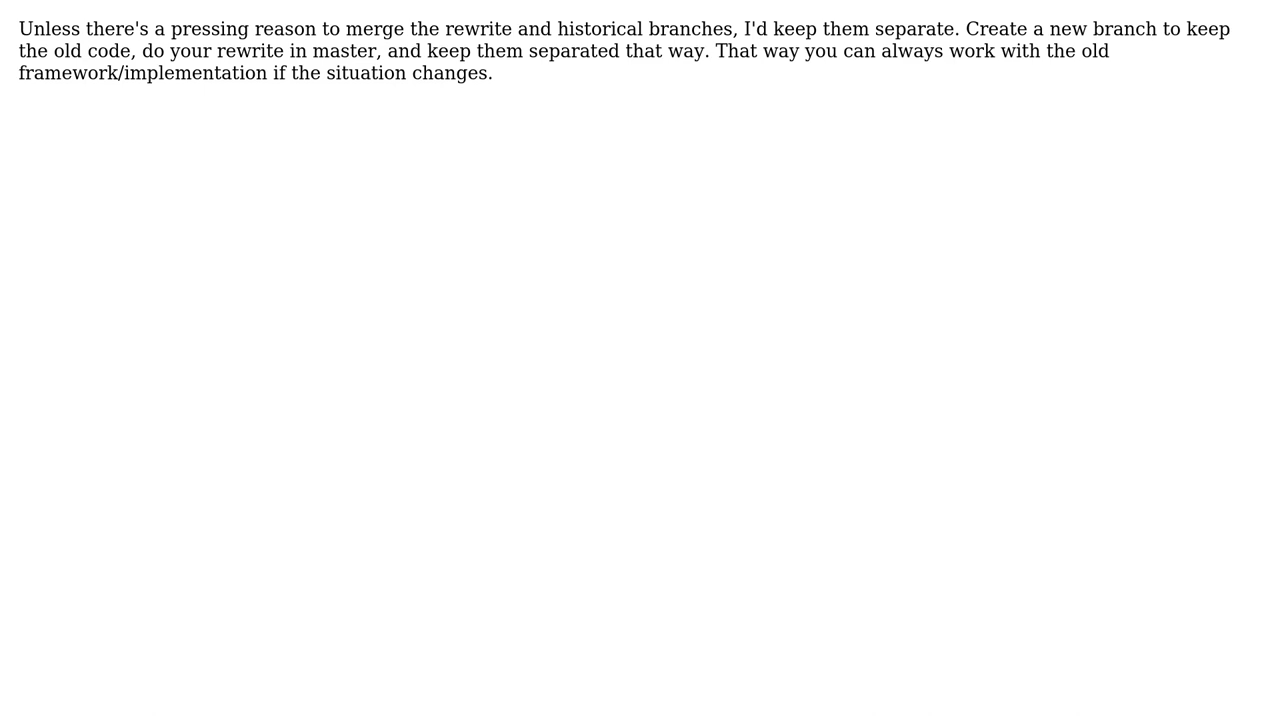 Unless there's a pressing reason to merge the rewrite and historical branches, I'd keep them separate. Create a new branch to keep
the old code, do your rewrite in master, and keep them separated that way. That way you can always work with the old
framework/implementation if the situation changes.